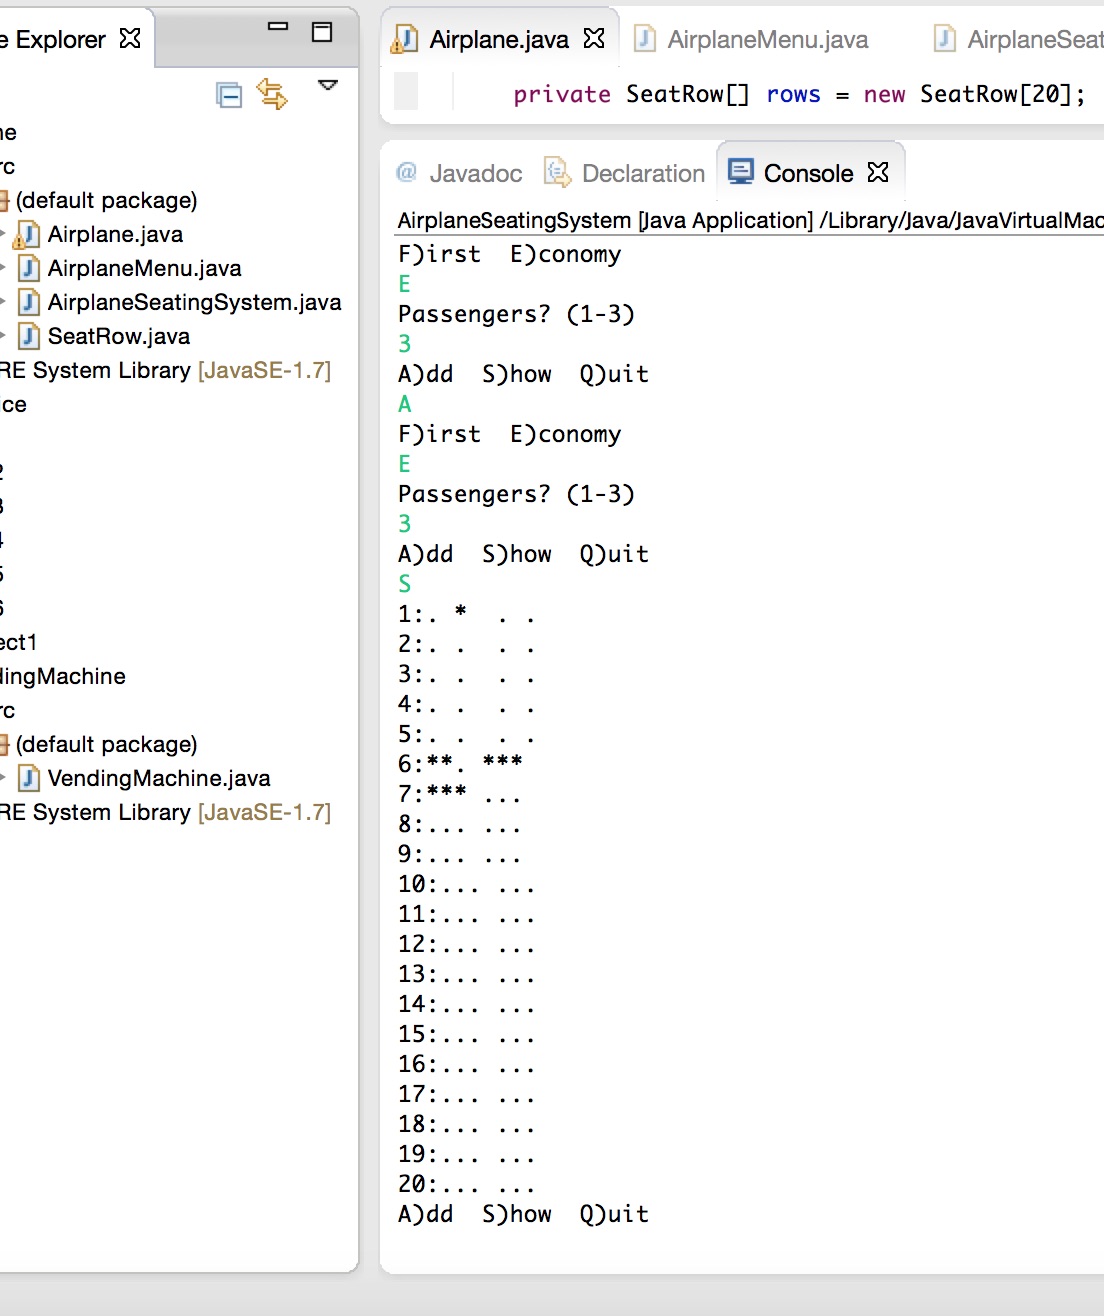 e Explorer
ne
rc
(default package)
Airplane.java
AirplaneMenu.java
AirplaneSeatingSystem.java
SeatRow.java
RE System Library [JavaSE-1.7]
ice
2
3
4
5
6
ect1
dingMachine
rc
(default package)
VendingMachine.java
RE System Library [JavaSE-1.7]
Airplane.java AirplaneMenu.java AirplaneSeat
private SeatRow[] rows = new SeatRow[20];
@ Javadoc Declaration Console
AirplaneSeatingSystem [Java Application] /Library/Java/JavaVirtualMac
F)irst  E)conomy
E
Passengers? (1-3)
3
A)dd  S)how  Q)uit
A
F)irst  E)conomy
E
Passengers? (1-3)
3
A)dd  S)how  Q)uit
S
1:. *  . .
2:. .  . .
3:. .  . .
4:. .  . .
5:. .  . .
6:**. ***
7:*** ...
8:... ...
9:... ...
10:... ...
11:... ...
12:... ...
13:... ...
14:... ...
15:... ...
16:... ...
17:... ...
18:... ...
19:... ...
20:... ...
A)dd  S)how  Q)uit